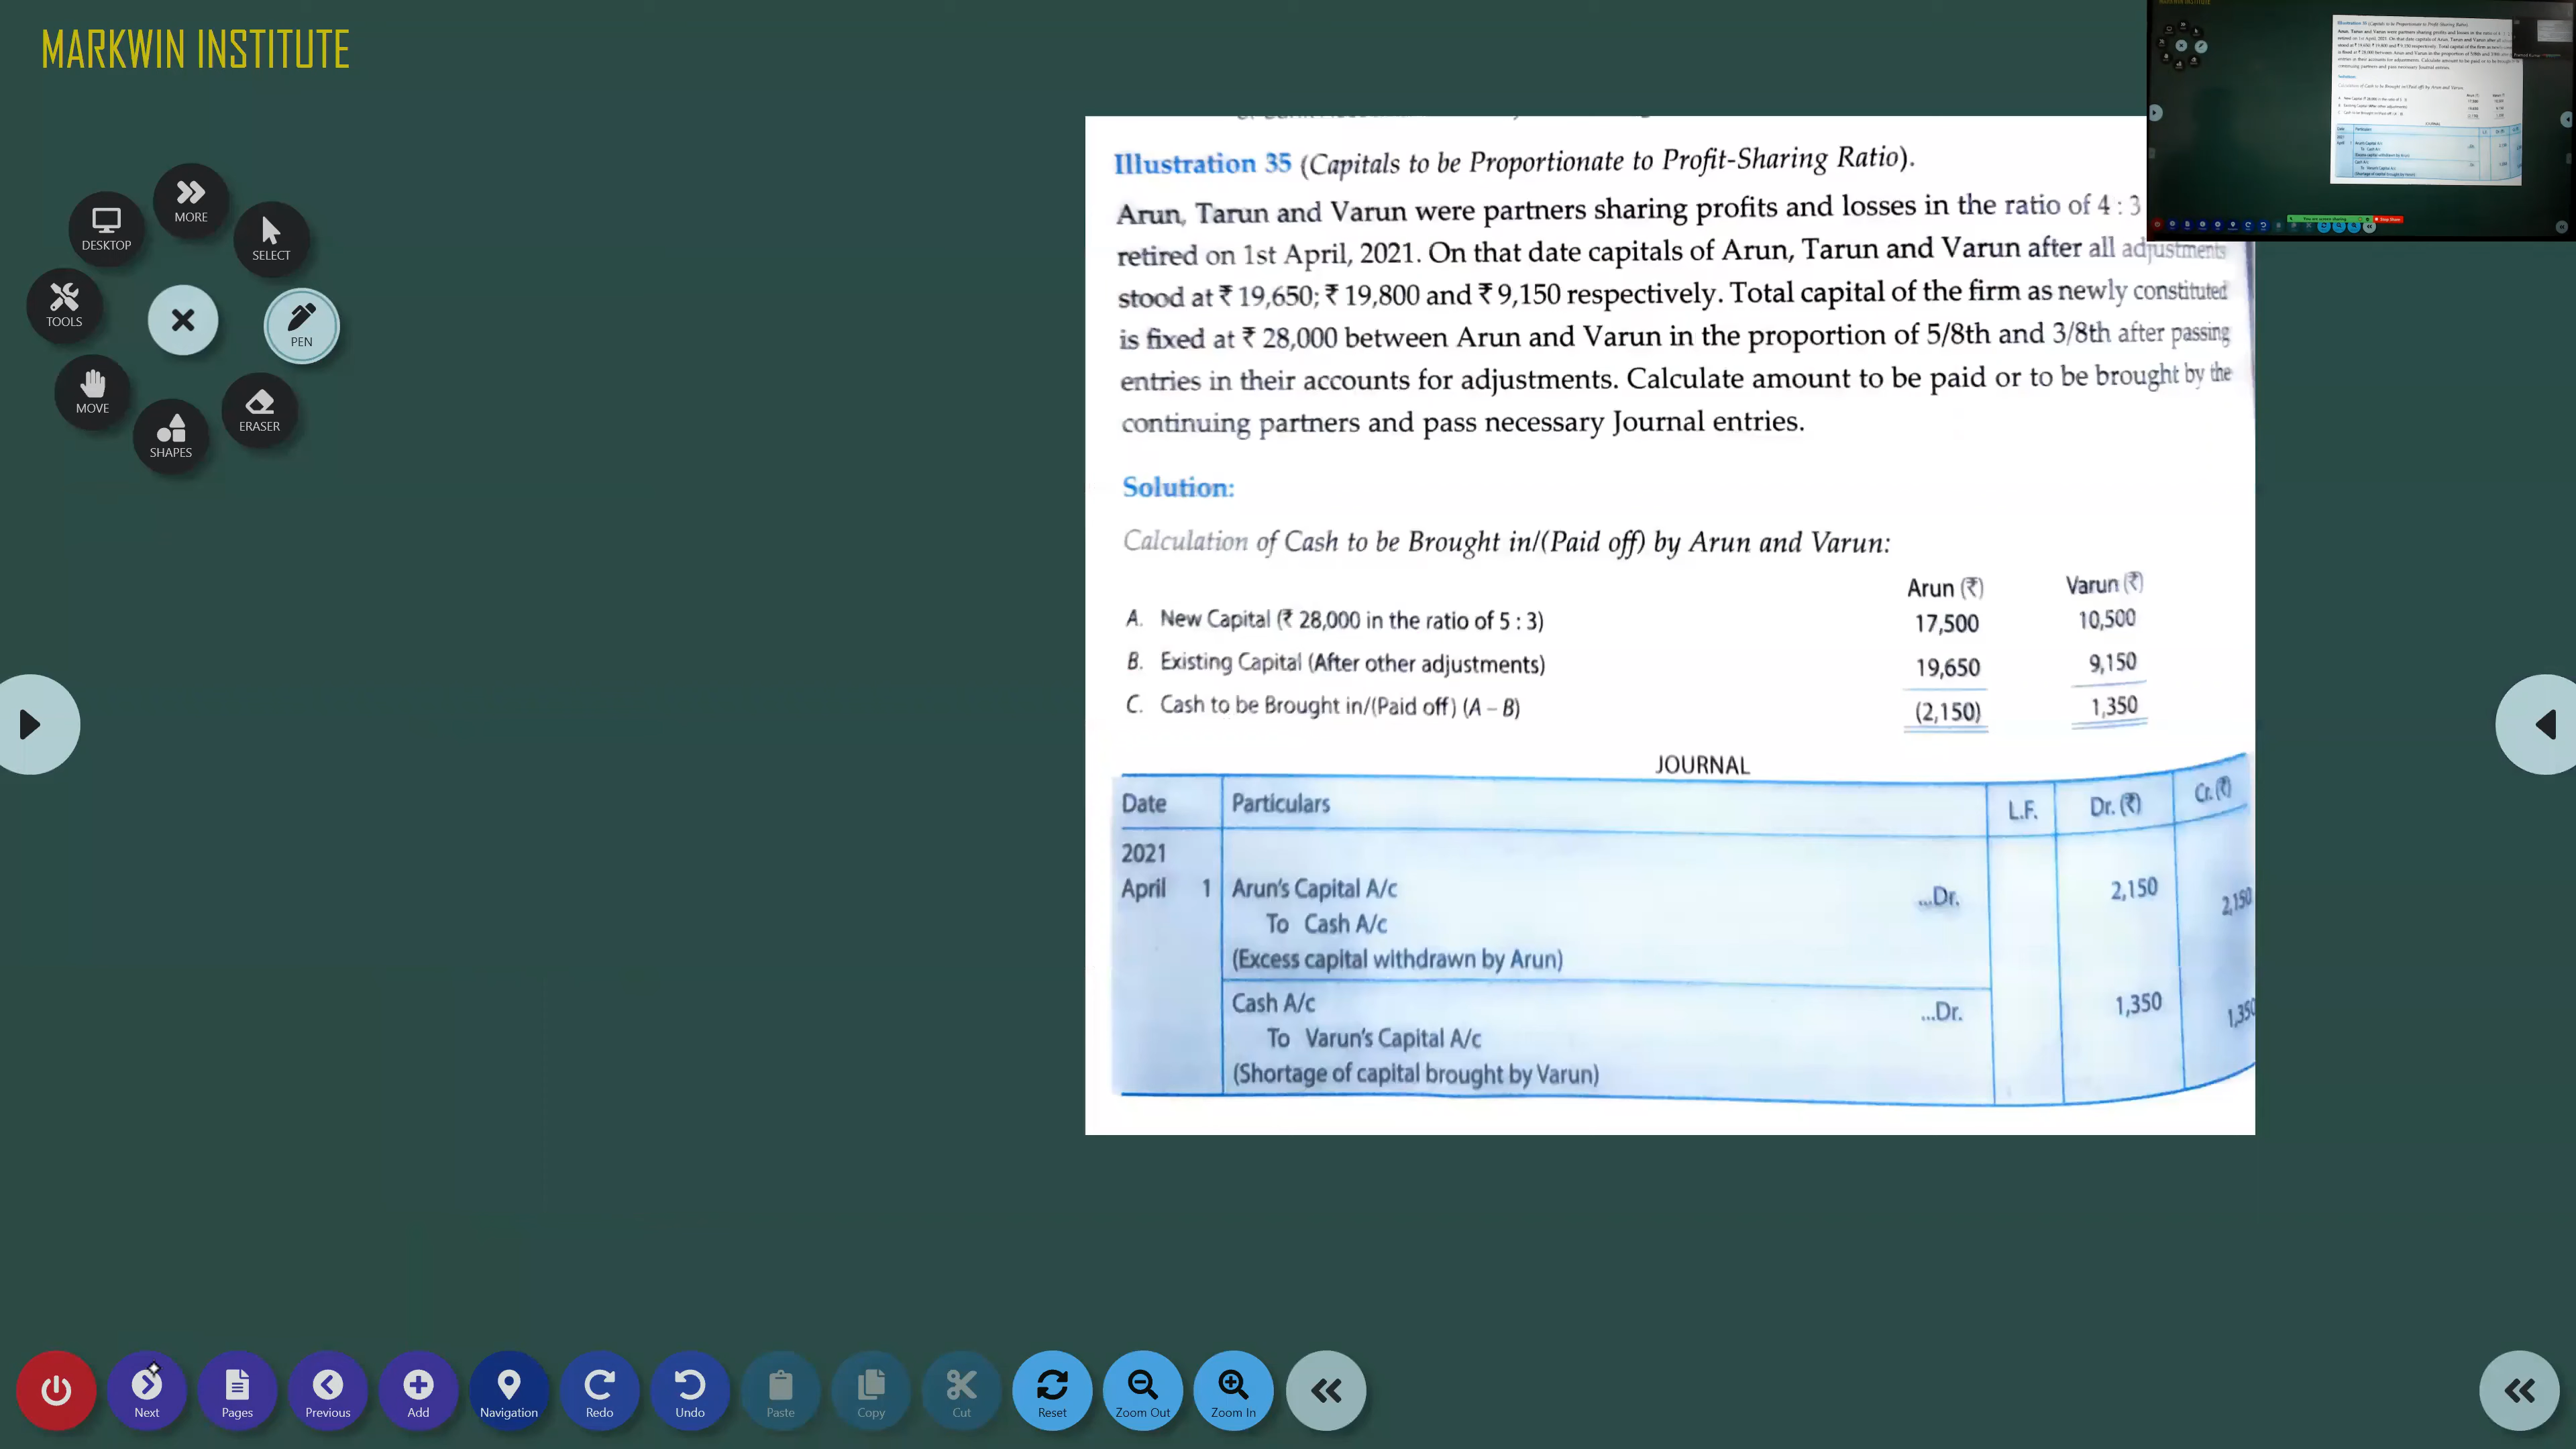 MARKWIN INSTITUTE
MORE
DESKTOP
SELECT
TOOLS
PEN
MOVE
ERASER
SHAPES
Illustration 35 (Capitals to be Proportionate to Profit-Sharing Ratio).
Arun, Tarun and Varun were partners sharing profits and losses in the ratio of 4 : 3
retired on 1st April, 2021. On that date capitals of Arun, Tarun and Varun after all adjustments
stood at ₹ 19,650; ₹ 19,800 and ₹ 9,150 respectively. Total capital of the firm as newly constituted
is fixed at ₹ 28,000 between Arun and Varun in the proportion of 5/8th and 3/8th after passing
entries in their accounts for adjustments. Calculate amount to be paid or to be brought by the
continuing partners and pass necessary Journal entries.
Solution:
Calculation of Cash to be Brought in/(Paid off) by Arun and Varun:
Arun (₹) Varun (₹)
A. New Capital (₹ 28,000 in the ratio of 5 : 3) 17,500 10,500
B. Existing Capital (After other adjustments) 19,650 9,150
C. Cash to be Brought in/(Paid off) (A – B) (2,150) 1,350
JOURNAL
Date Particulars L.F. Dr. (₹) Cr. (₹)
2021
April 1 Arun's Capital A/c ...Dr. 2,150
To Cash A/c 2,150
(Excess capital withdrawn by Arun)
Cash A/c ...Dr. 1,350
To Varun's Capital A/c 1,350
(Shortage of capital brought by Varun)
Next Pages Previous Add Navigation Redo Undo Paste Copy Cut Reset Zoom Out Zoom In